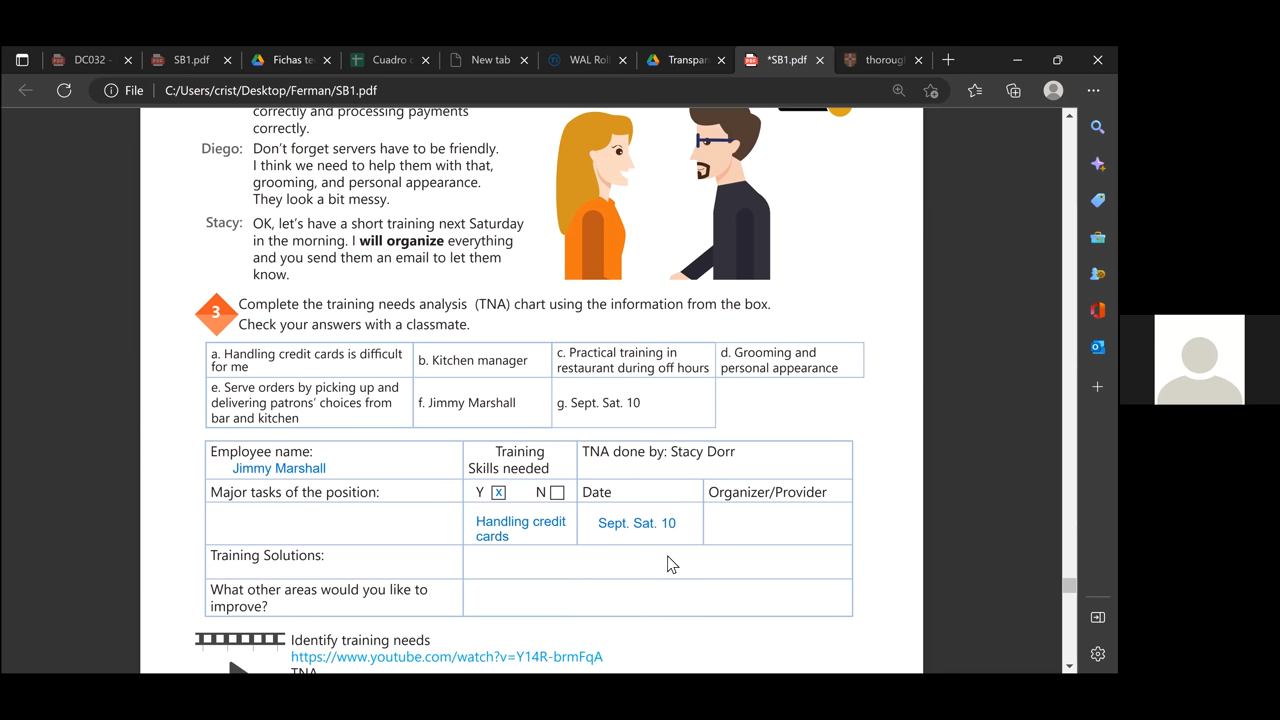 DC032 -
SB1.pdf
Fichas te
Cuadro c
New tab
WAL Rol
Transpar
*SB1.pdf
thoroug
File
C:/Users/crist/Desktop/Ferman/SB1.pdf
correctly and processing payments
correctly.
Diego: Don't forget servers have to be friendly.
I think we need to help them with that,
grooming, and personal appearance.
They look a bit messy.
Stacy: OK, let's have a short training next Saturday
in the morning. I will organize everything
and you send them an email to let them
know.
3 Complete the training needs analysis (TNA) chart using the information from the box.
Check your answers with a classmate.
a. Handling credit cards is difficult
for me
b. Kitchen manager
c. Practical training in
restaurant during off hours
d. Grooming and
personal appearance
e. Serve orders by picking up and
delivering patrons' choices from
bar and kitchen
f. Jimmy Marshall
g. Sept. Sat. 10
Employee name:
Jimmy Marshall
Training
Skills needed
TNA done by: Stacy Dorr
Major tasks of the position:
Y x N
Date
Organizer/Provider
Handling credit
cards
Sept. Sat. 10
Training Solutions:
What other areas would you like to
improve?
Identify training needs
https://www.youtube.com/watch?v=Y14R-brmFqA
TNA